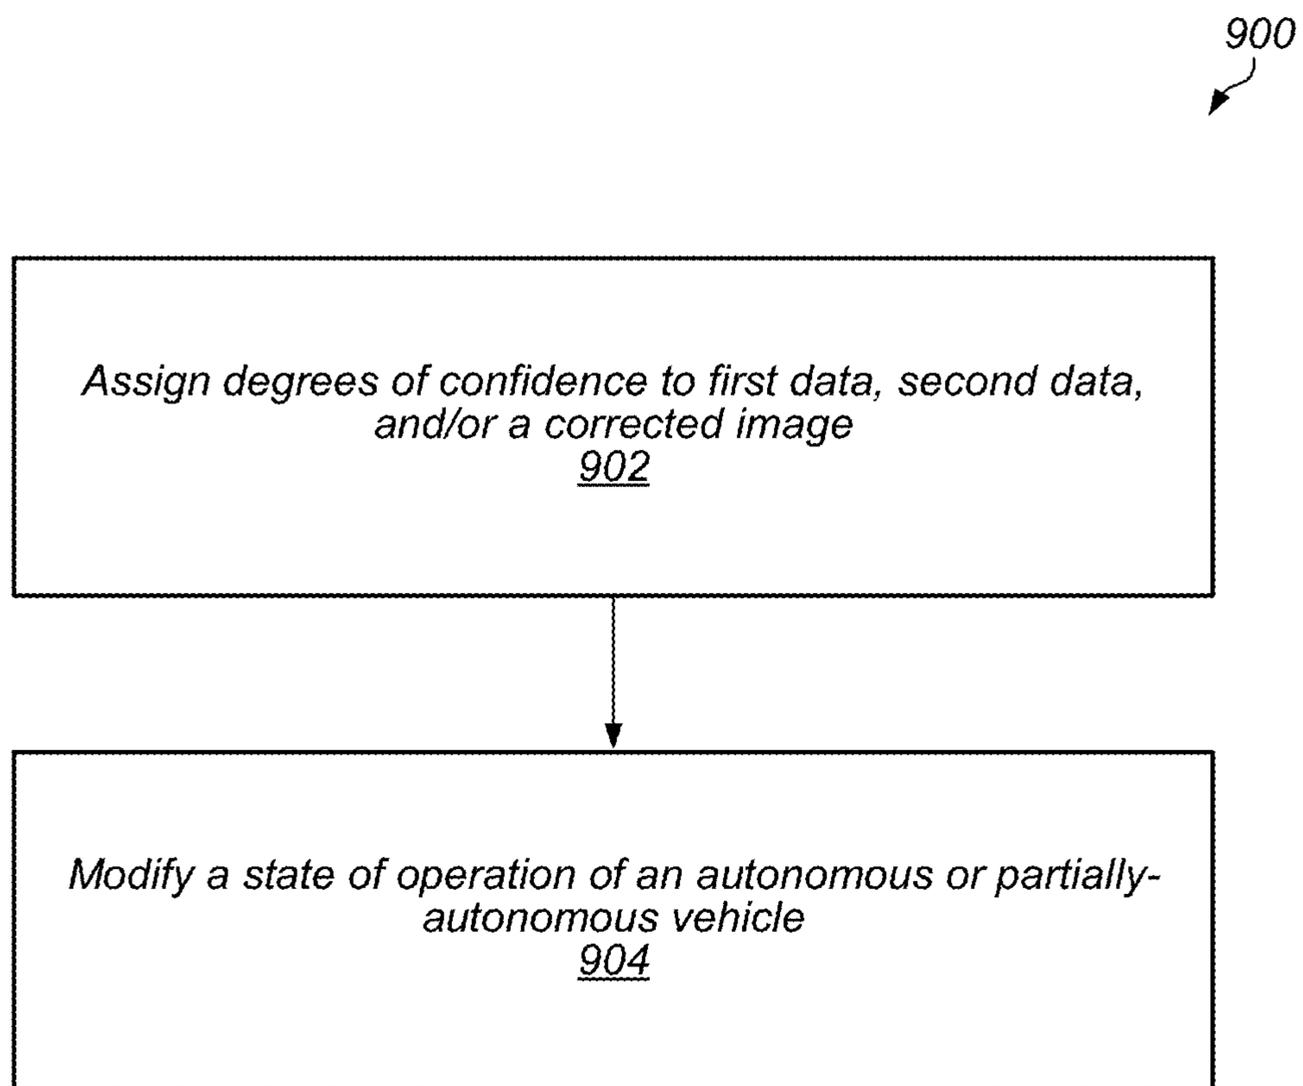 900
Assign degrees of confidence to first data, second data,
and/or a corrected image
902
Modify a state of operation of an autonomous or partially-
autonomous vehicle
904